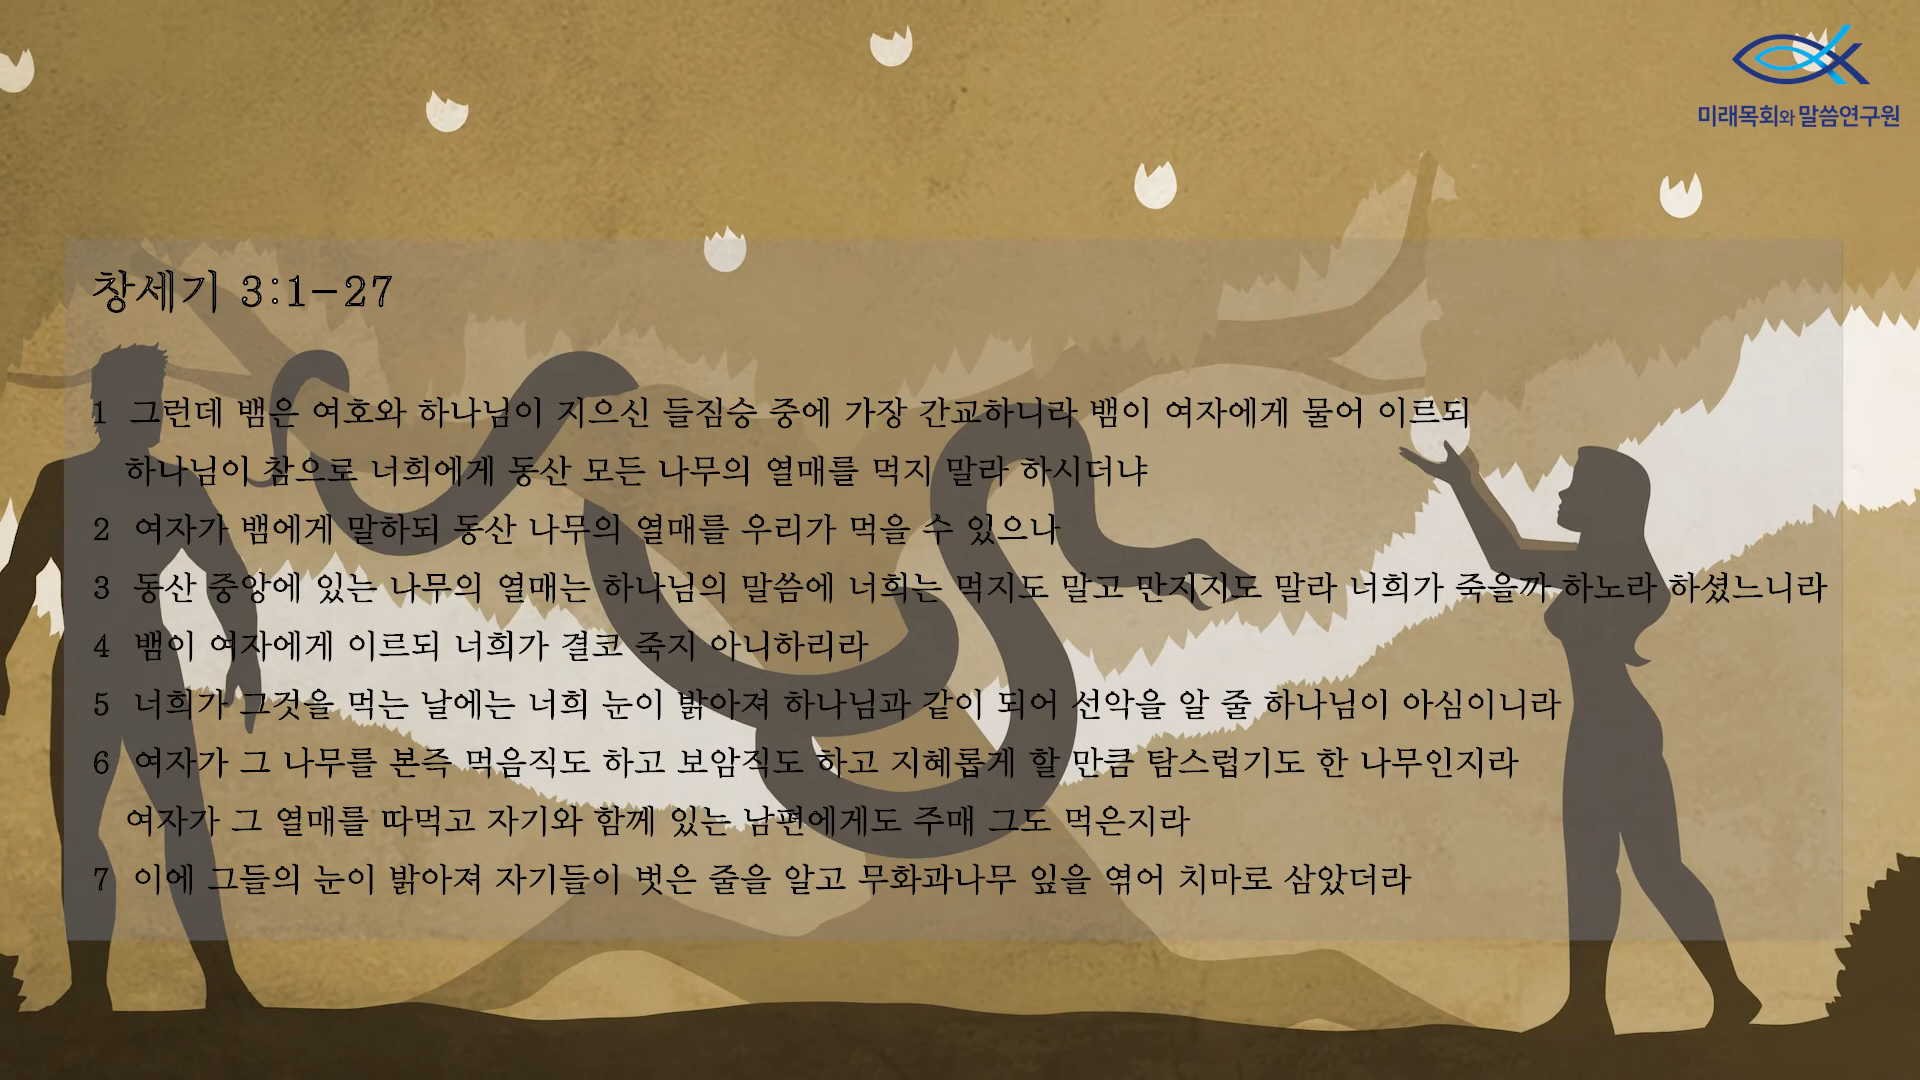 미래목회와 말씀연구원
창세기 3:1-27
1 그런데 뱀은 여호와 하나님이 지으신 들짐승 중에 가장 간교하니라 뱀이 여자에게 물어 이르되
하나님이 참으로 너희에게 동산 모든 나무의 열매를 먹지 말라 하시더냐
2 여자가 뱀에게 말하되 동산 나무의 열매를 우리가 먹을 수 있으나
3 동산 중앙에 있는 나무의 열매는 하나님의 말씀에 너희는 먹지도 말고 만지지도 말라 너희가 죽을까 하노라 하셨느니라
4 뱀이 여자에게 이르되 너희가 결코 죽지 아니하리라
5 너희가 그것을 먹는 날에는 너희 눈이 밝아져 하나님과 같이 되어 선악을 알 줄 하나님이 아심이니라
6 여자가 그 나무를 본즉 먹음직도 하고 보암직도 하고 지혜롭게 할 만큼 탐스럽기도 한 나무인지라
여자가 그 열매를 따먹고 자기와 함께 있는 남편에게도 주매 그도 먹은지라
7 이에 그들의 눈이 밝아져 자기들이 벗은 줄을 알고 무화과나무 잎을 엮어 치마로 삼았더라